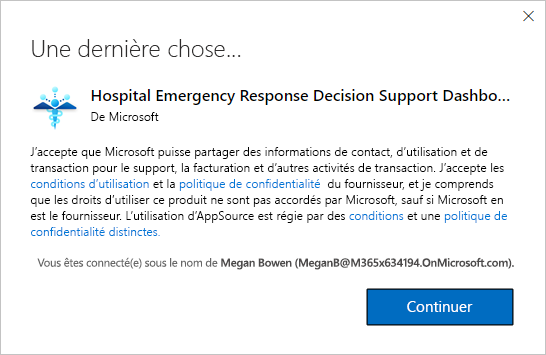 Une dernière chose...
Hospital Emergency Response Decision Support Dashbo...
De Microsoft
J'accepte que Microsoft puisse partager des informations de contact, d'utilisation et de
transaction pour le support, la facturation et d'autres activités de transaction. J'accepte les
conditions d'utilisation et la politique de confidentialité du fournisseur, et je comprends
que les droits d'utiliser ce produit ne sont pas accordés par Microsoft, sauf si Microsoft en
est le fournisseur. L'utilisation d'AppSource est régie par des conditions et une politique de
confidentialité distinctes.
Vous êtes connecté(e) sous le nom de Megan Bowen (MeganB@M365x634194.OnMicrosoft.com).
Continuer